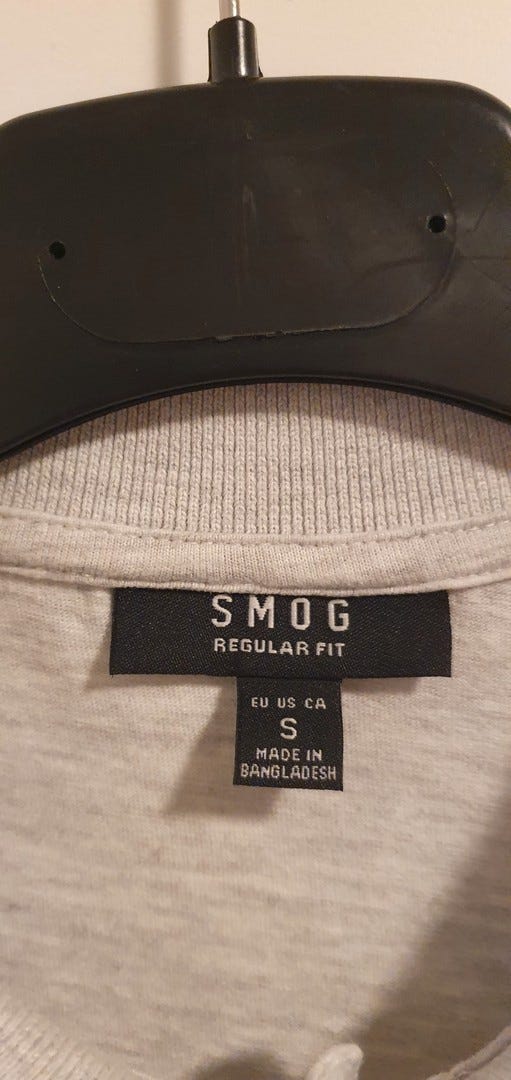 SMOG
REGULAR FIT
EU US CA
S
MADE IN
BANGLADESH